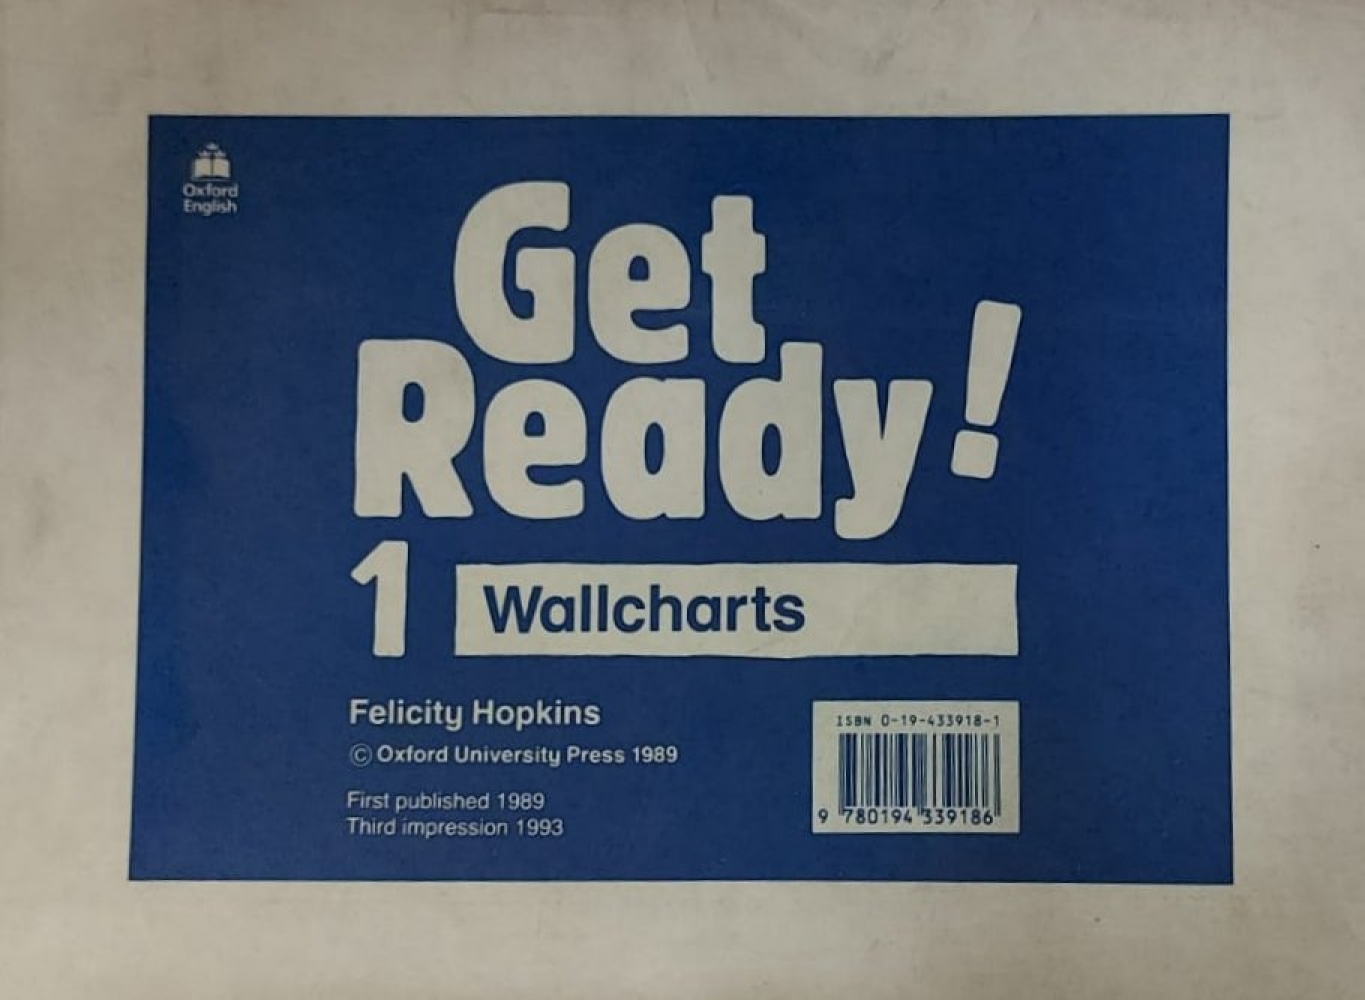 Oxford
English
Get
Ready!
1 Wallcharts
Felicity Hopkins
© Oxford University Press 1989
First published 1989
Third impression 1993
ISBN 0-19-433918-1
9 780194 339186